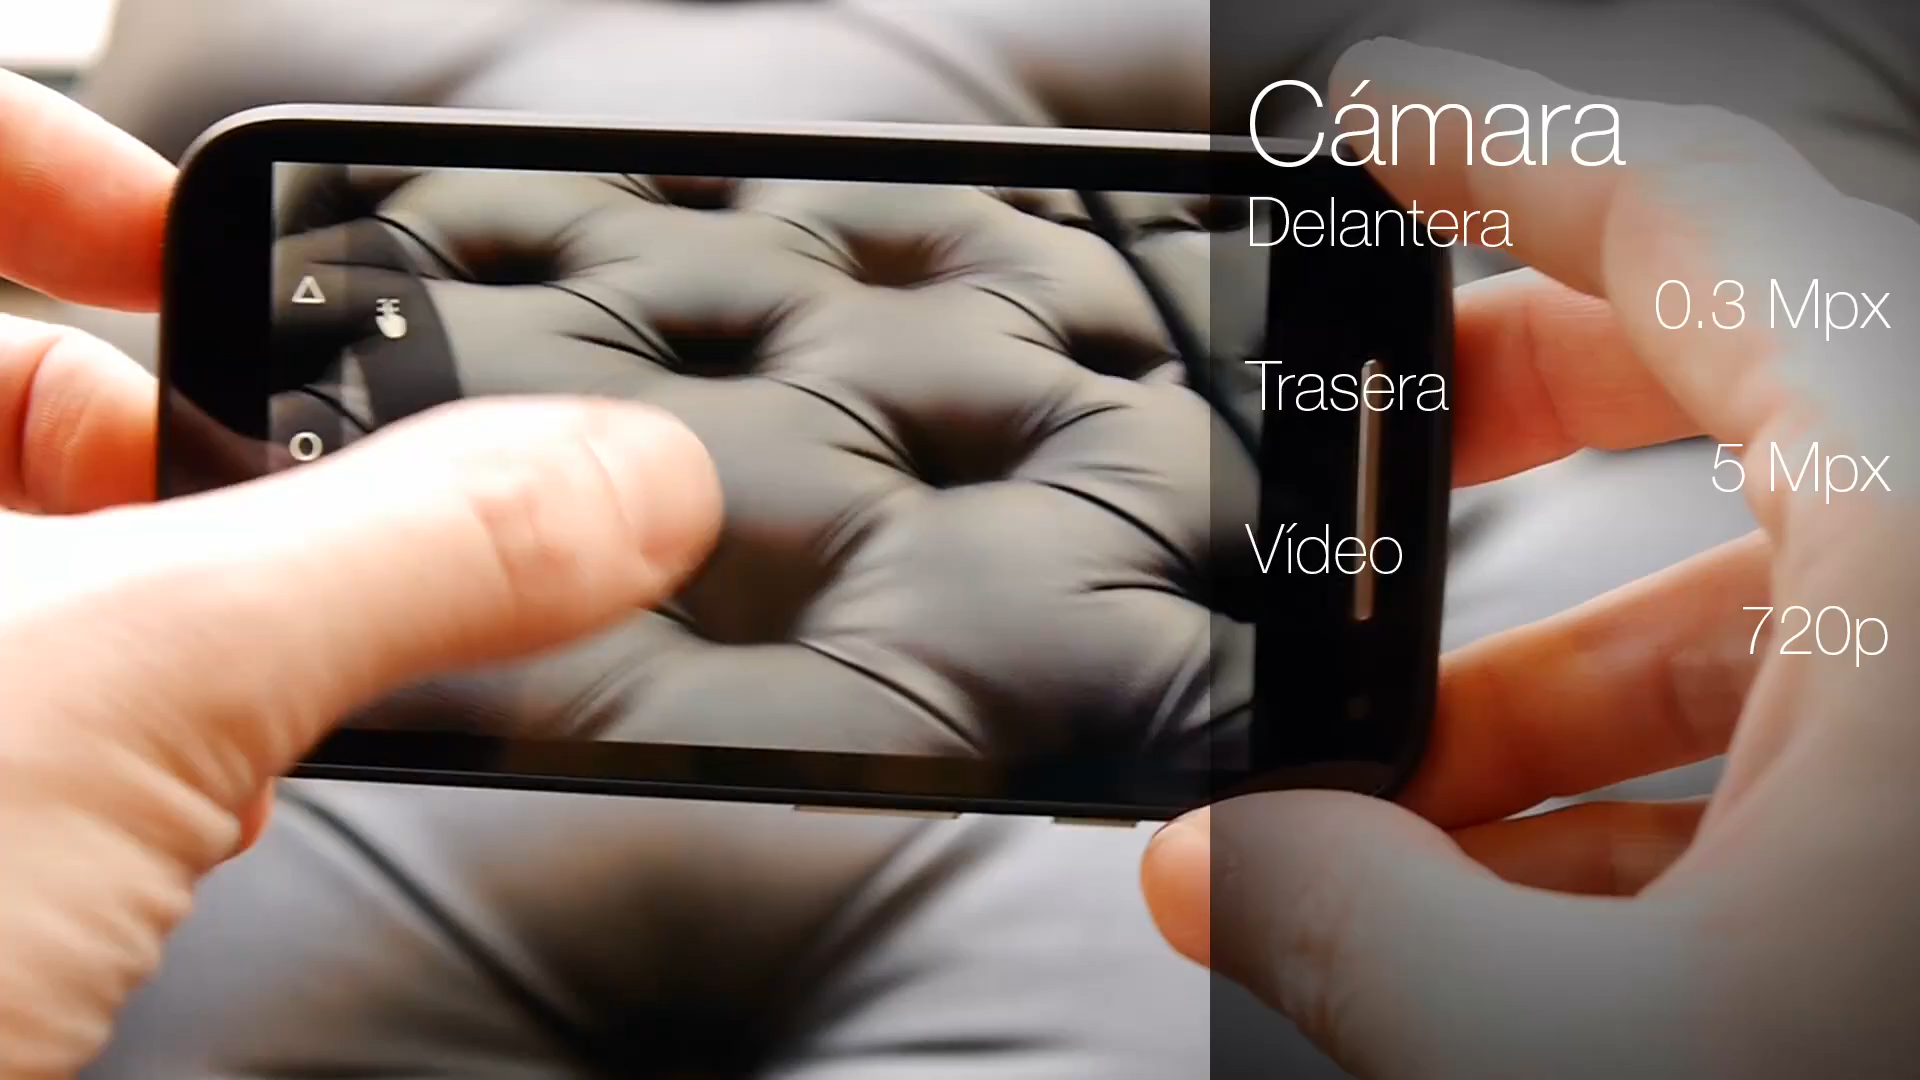 Cámara
Delantera
0.3 Mpx
Trasera
5 Mpx
Vídeo
720p